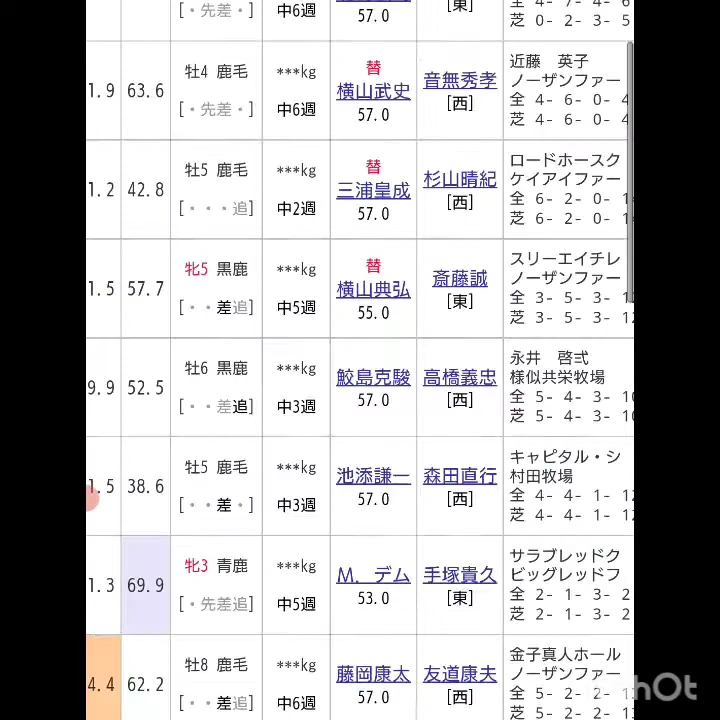 [・先差追] 中6週 57.0 [東] 全 4- 7- 4- 6
芝 0- 2- 3- 5
1.9 63.6 牡4 鹿毛 ***kg 替 音無秀孝 近藤 英子
[・先差・] 中6週 横山武史 [西] ノーザンファー
57.0 全 4- 6- 0- 4
芝 4- 6- 0- 4
1.2 42.8 牡5 鹿毛 ***kg 替 杉山晴紀 ロードホースク
[・・・追] 中2週 三浦皇成 [西] ケイアイファー
57.0 全 6- 2- 0- 14
芝 6- 2- 0- 14
1.5 57.7 牝5 黒鹿 ***kg 替 斎藤誠 スリーエイチレ
[・・差追] 中5週 横山典弘 [東] ノーザンファー
55.0 全 3- 5- 3- 1
芝 3- 5- 3- 12
9.9 52.5 牡6 黒鹿 ***kg 鮫島克駿 高橋義忠 永井 啓弍
[・・差追] 中3週 57.0 [西] 様似共栄牧場
全 5- 4- 3- 10
芝 5- 4- 3- 10
1.5 38.6 牡5 鹿毛 ***kg 池添謙一 森田直行 キャピタル・シ
[・・差・] 中3週 57.0 [西] 村田牧場
全 4- 4- 1- 12
芝 4- 4- 1- 12
1.3 69.9 牝3 青鹿 ***kg M．デム 手塚貴久 サラブレッドク
[・先差追] 中5週 53.0 [東] ビッグレッドフ
全 2- 1- 3- 2
芝 2- 1- 3- 2
4.4 62.2 牡8 鹿毛 ***kg 藤岡康太 友道康夫 金子真人ホール
[・・差追] 中6週 57.0 [西] ノーザンファー
全 5- 2- 2- 1
芝 5- 2- 2- 1